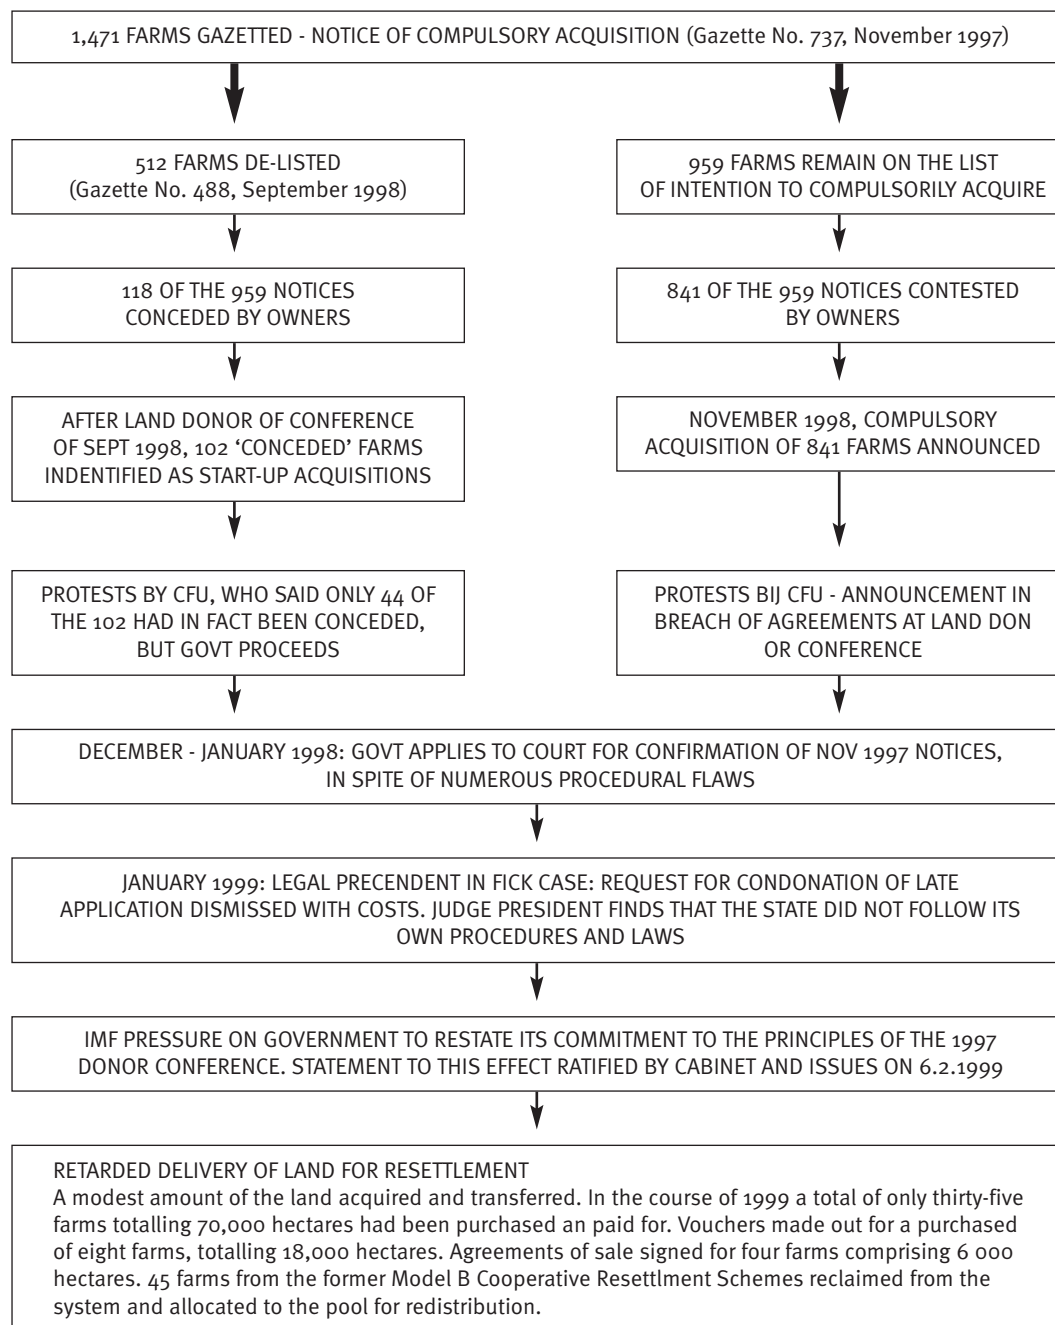 1,471 FARMS GAZETTED - NOTICE OF COMPULSORY ACQUISITION (Gazette No. 737, November 1997)
512 FARMS DE-LISTED
(Gazette No. 488, September 1998)
959 FARMS REMAIN ON THE LIST
OF INTENTION TO COMPULSORILY ACQUIRE
118 OF THE 959 NOTICES
CONCEDED BY OWNERS
841 OF THE 959 NOTICES CONTESTED
BY OWNERS
AFTER LAND DONOR OF CONFERENCE
OF SEPT 1998, 102 ‘CONCEDED’ FARMS
INDENTIFIED AS START-UP ACQUISITIONS
NOVEMBER 1998, COMPULSORY
ACQUISITION OF 841 FARMS ANNOUNCED
PROTESTS BY CFU, WHO SAID ONLY 44 OF
THE 102 HAD IN FACT BEEN CONCEDED,
BUT GOVT PROCEEDS
PROTESTS BIJ CFU - ANNOUNCEMENT IN
BREACH OF AGREEMENTS AT LAND DON
OR CONFERENCE
DECEMBER - JANUARY 1998: GOVT APPLIES TO COURT FOR CONFIRMATION OF NOV 1997 NOTICES,
IN SPITE OF NUMEROUS PROCEDURAL FLAWS
JANUARY 1999: LEGAL PRECENDENT IN FICK CASE: REQUEST FOR CONDONATION OF LATE
APPLICATION DISMISSED WITH COSTS. JUDGE PRESIDENT FINDS THAT THE STATE DID NOT FOLLOW ITS
OWN PROCEDURES AND LAWS
IMF PRESSURE ON GOVERNMENT TO RESTATE ITS COMMITMENT TO THE PRINCIPLES OF THE 1997
DONOR CONFERENCE. STATEMENT TO THIS EFFECT RATIFIED BY CABINET AND ISSUES ON 6.2.1999
RETARDED DELIVERY OF LAND FOR RESETTLEMENT
A modest amount of the land acquired and transferred. In the course of 1999 a total of only thirty-five
farms totalling 70,000 hectares had been purchased an paid for. Vouchers made out for a purchased
of eight farms, totalling 18,000 hectares. Agreements of sale signed for four farms comprising 6 000
hectares. 45 farms from the former Model B Cooperative Resettlment Schemes reclaimed from the
system and allocated to the pool for redistribution.